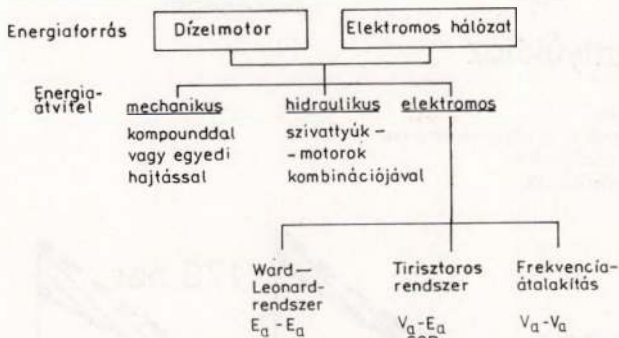 Energiaforrás
Dízelmotor
Elektromos hálózat
Energia-
átvitel
mechanikus
kompounddal
vagy egyedi
hajtással
hidraulikus
szivattyúk –
– motorok
kombinációjával
elektromos
Ward—
Leonard-
rendszer
Eₐ - Eₐ
Tirisztoros
rendszer
Vₐ - Eₐ
Frekvencia-
átalakítás
Vₐ - Vₐ